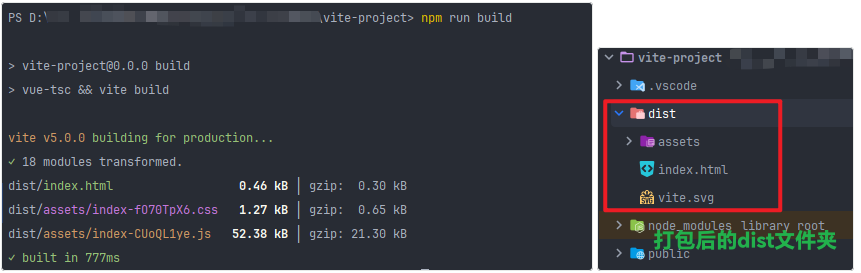 PS D:\ \vite-project> npm run build
> vite-project@0.0.0 build
> vue-tsc && vite build
vite v5.0.0 building for production...
✓ 18 modules transformed.
dist/index.html 0.46 kB │ gzip: 0.30 kB
dist/assets/index-fO70TpX6.css 1.27 kB │ gzip: 0.65 kB
dist/assets/index-CUoQL1ye.js 52.38 kB │ gzip: 21.30 kB
✓ built in 777ms
vite-project
.vscode
dist
assets
index.html
vite.svg
node_modules library root
打包后的dist文件夹
public